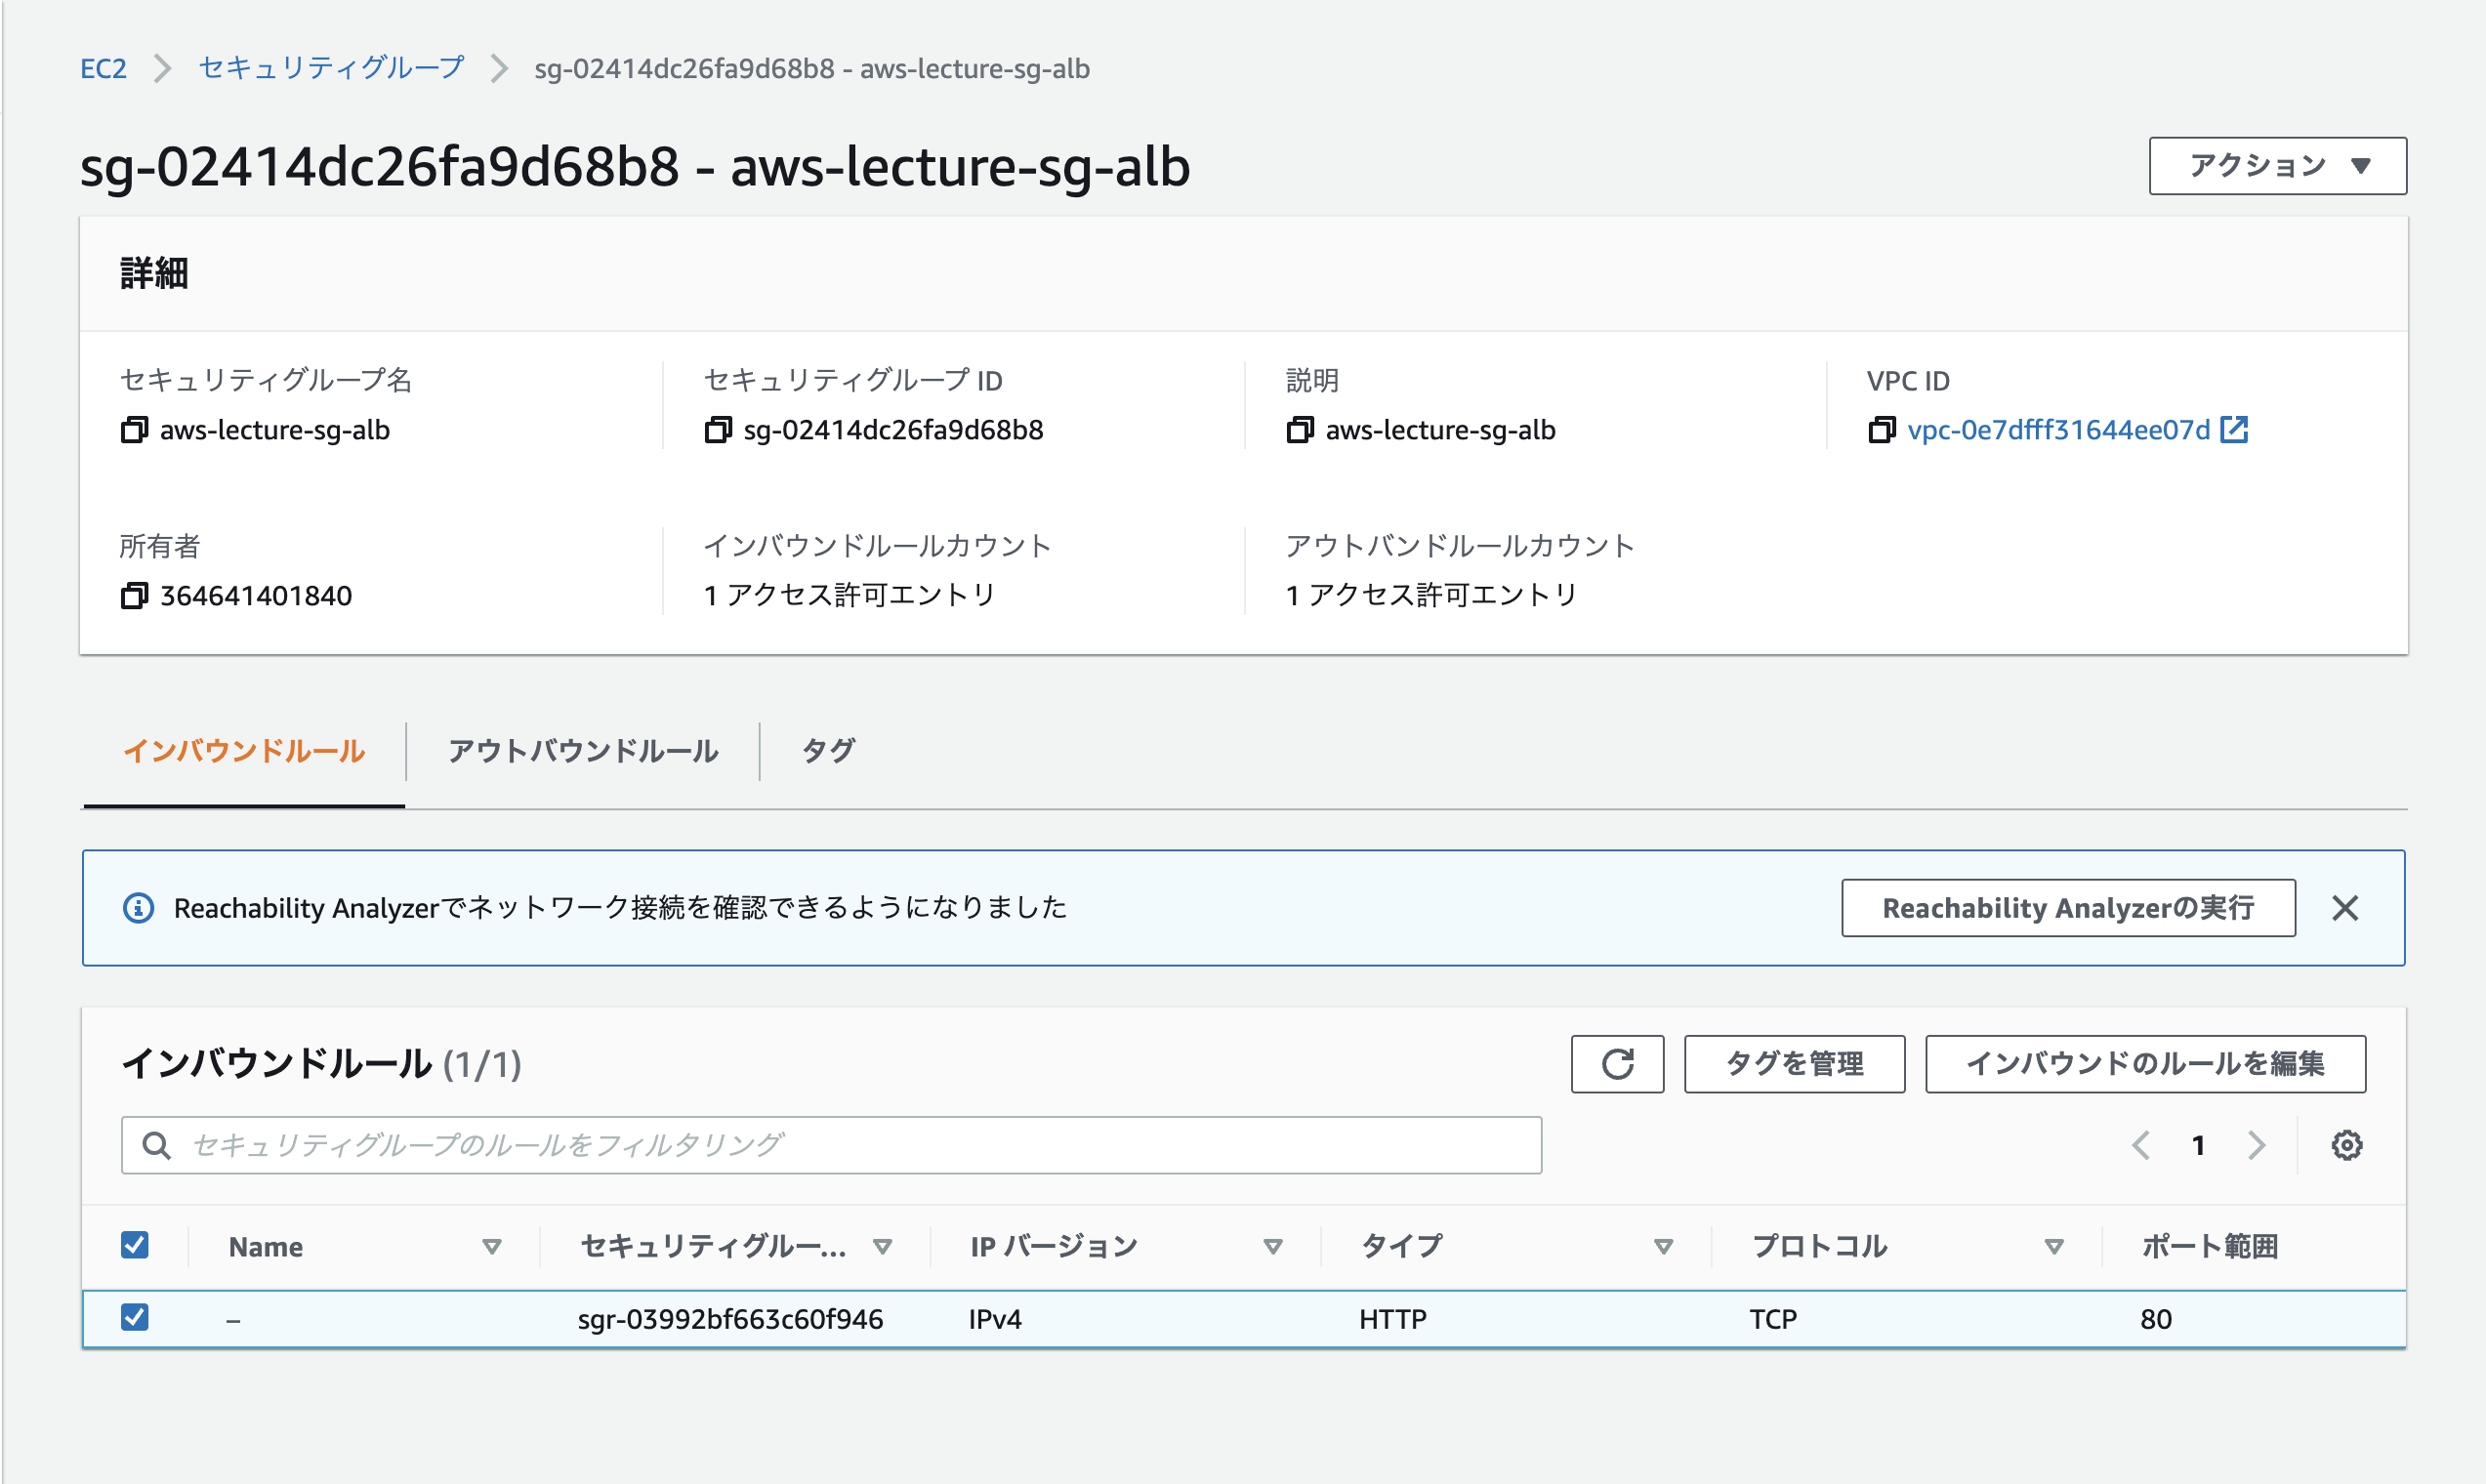 EC2 セキュリティグループ sg-02414dc26fa9d68b8 - aws-lecture-sg-alb
sg-02414dc26fa9d68b8 - aws-lecture-sg-alb
アクション
詳細
セキュリティグループ名
aws-lecture-sg-alb
セキュリティグループ ID
sg-02414dc26fa9d68b8
説明
aws-lecture-sg-alb
VPC ID
vpc-0e7dfff31644ee07d
所有者
364641401840
インバウンドルールカウント
1 アクセス許可エントリ
アウトバンドルールカウント
1 アクセス許可エントリ
インバウンドルール アウトバウンドルール タグ
Reachability Analyzerでネットワーク接続を確認できるようになりました
Reachability Analyzerの実行
インバウンドルール (1/1)
タグを管理
インバウンドのルールを編集
セキュリティグループのルールをフィルタリング
1
Name セキュリティグルー... IP バージョン タイプ プロトコル ポート範囲
– sgr-03992bf663c60f946 IPv4 HTTP TCP 80